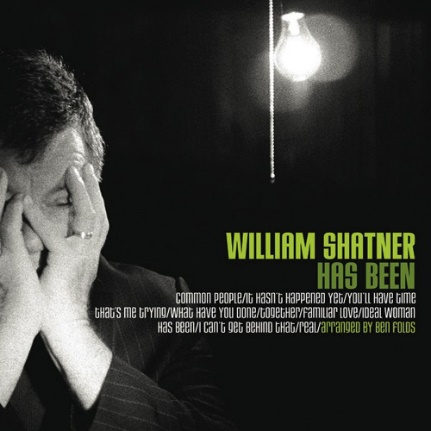 WILLIAM SHATNER
HAS BEEN
COMMON PEOPLE/IT HASN'T HAPPENED YET/YOU'LL HAVE TIME
THAT'S ME TRYING/WHAT HAVE YOU DONE/TOGETHER/FAMILIAR LOVE/IDEAL WOMAN
HAS BEEN/I CAN'T GET BEHIND THAT/REAL/ARRANGED BY BEN FOLDS